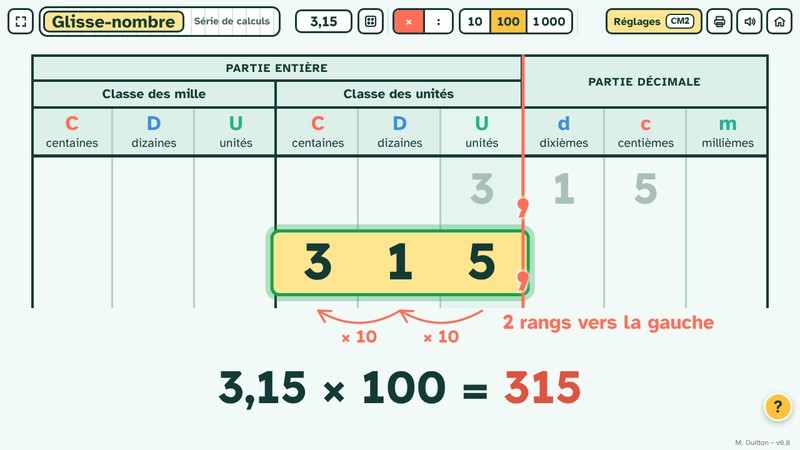 Glisse-nombre Série de calculs 3,15 × : 10 100 1 000 Réglages CM2
PARTIE ENTIÈRE PARTIE DÉCIMALE
Classe des mille Classe des unités
C D U C D U d c m
centaines dizaines unités centaines dizaines unités dixièmes centièmes millièmes
3 , 1 5
3 1 5 ,
× 10 × 10 2 rangs vers la gauche
3,15 × 100 = 315
?
M. Guitton – v6.8